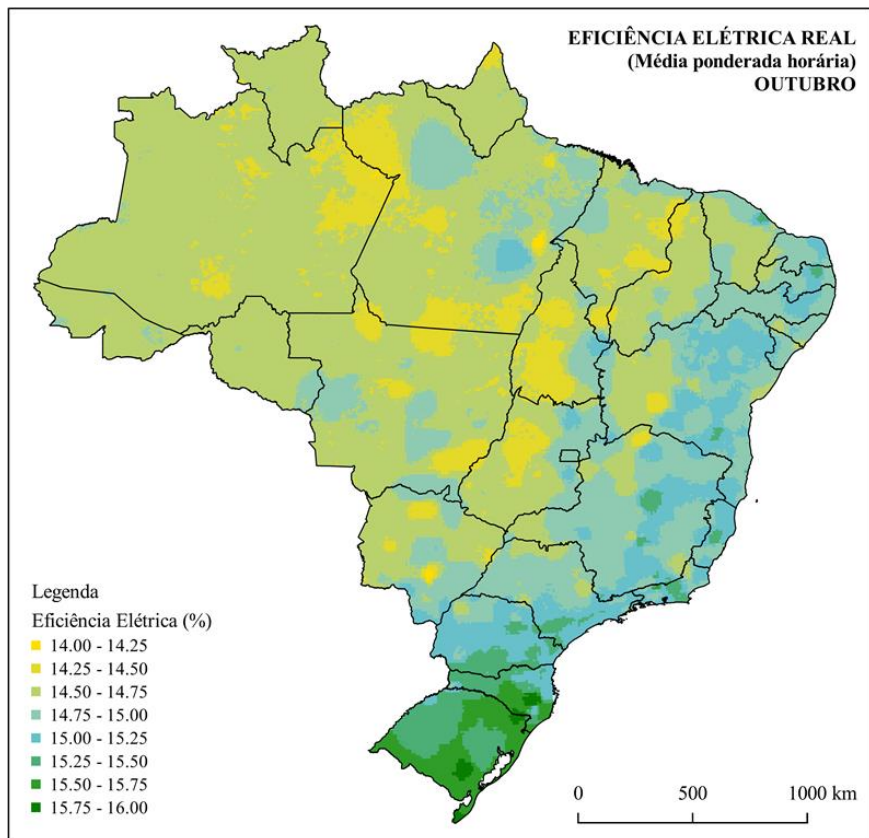 EFICIÊNCIA ELÉTRICA REAL
(Média ponderada horária)
OUTUBRO
Legenda
Eficiência Elétrica (%)
14.00 - 14.25
14.25 - 14.50
14.50 - 14.75
14.75 - 15.00
15.00 - 15.25
15.25 - 15.50
15.50 - 15.75
15.75 - 16.00
0 500 1000 km